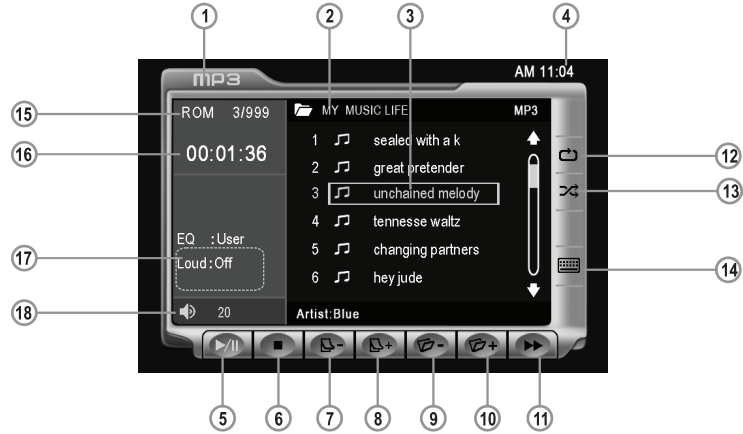 1 2 3 4
AM 11:04
mp3
15 ROM 3/999
MY MUSIC LIFE MP3
16 00:01:36
1 sealed with a k
2 great pretender
3 unchained melody
4 tennesse waltz
5 changing partners
6 hey jude
12
13
14
EQ :User
17 Loud:Off
18 20
Artist:Blue
- + - +
5 6 7 8 9 10 11